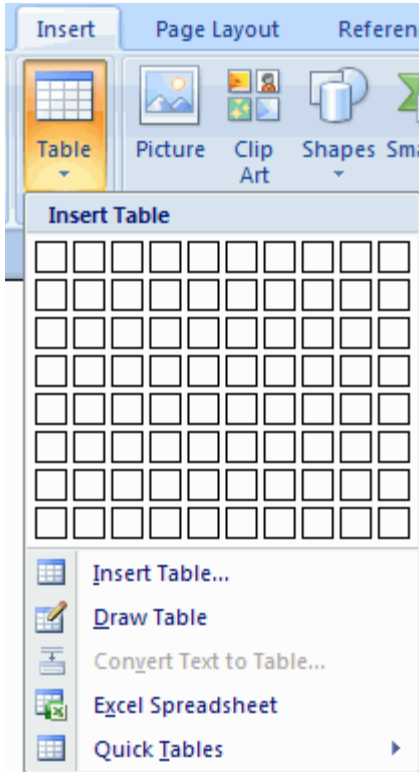 Insert Page Layout Referen
Table Picture Clip Art Shapes Sma
Insert Table
Insert Table...
Draw Table
Convert Text to Table...
Excel Spreadsheet
Quick Tables